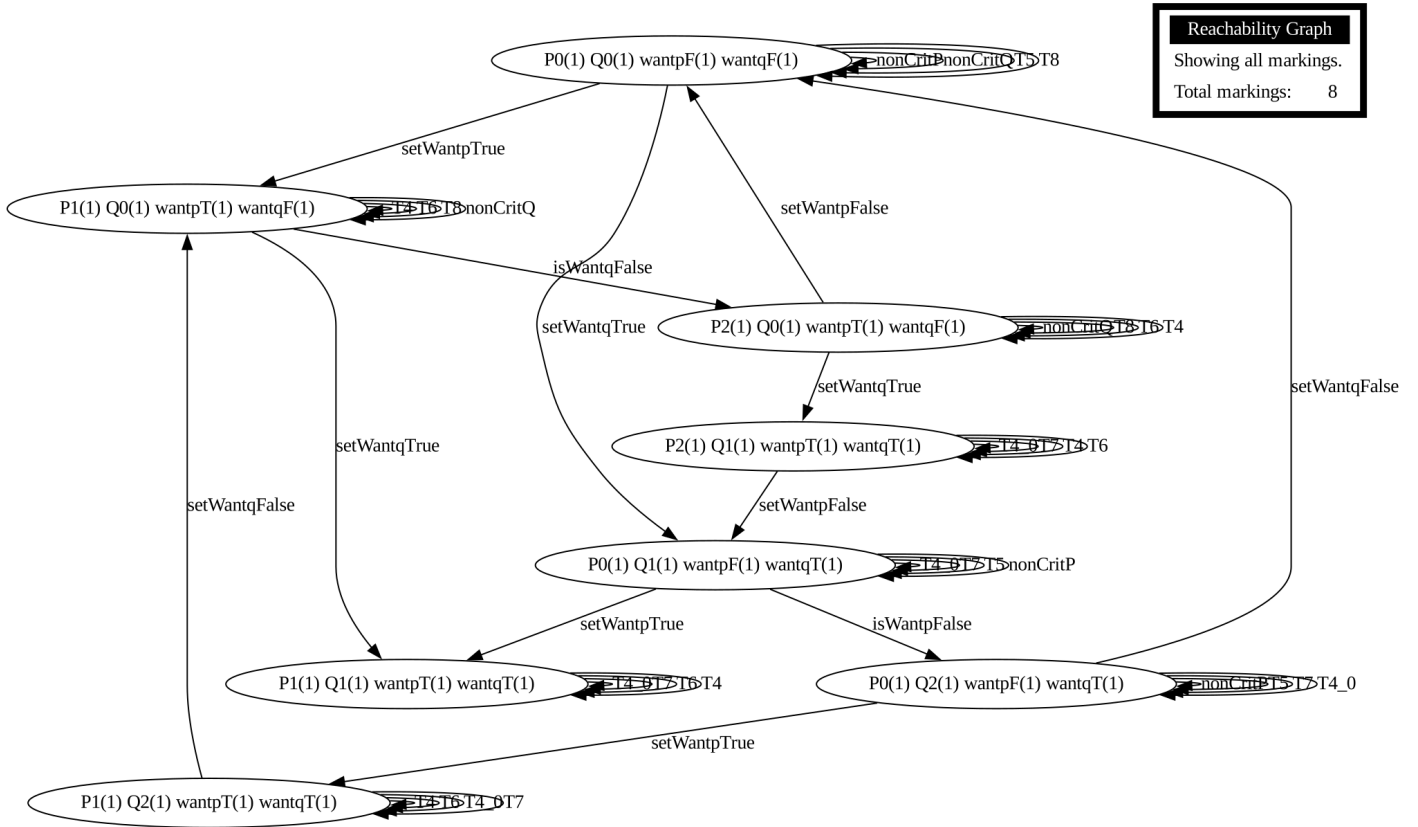 Reachability Graph
Showing all markings.
Total markings: 8
P0(1) Q0(1) wantpF(1) wantqF(1)
nonCritP nonCritQ T5 T8
setWantpTrue
P1(1) Q0(1) wantpT(1) wantqF(1)
T4 T6 T8 nonCritQ
setWantpFalse
isWantqFalse
setWantqTrue
P2(1) Q0(1) wantpT(1) wantqF(1)
nonCritQ T8 T6 T4
setWantqTrue
setWantqFalse
setWantqTrue
P2(1) Q1(1) wantpT(1) wantqT(1)
T4_0 T7 T4 T6
setWantqFalse
setWantpFalse
P0(1) Q1(1) wantpF(1) wantqT(1)
T4_0 T7 T5 nonCritP
setWantpTrue
isWantpFalse
P1(1) Q1(1) wantpT(1) wantqT(1)
T4_0 T7 T6 T4
P0(1) Q2(1) wantpF(1) wantqT(1)
nonCritP T5 T7 T4_0
setWantpTrue
P1(1) Q2(1) wantpT(1) wantqT(1)
T4 T6 T4_0 T7